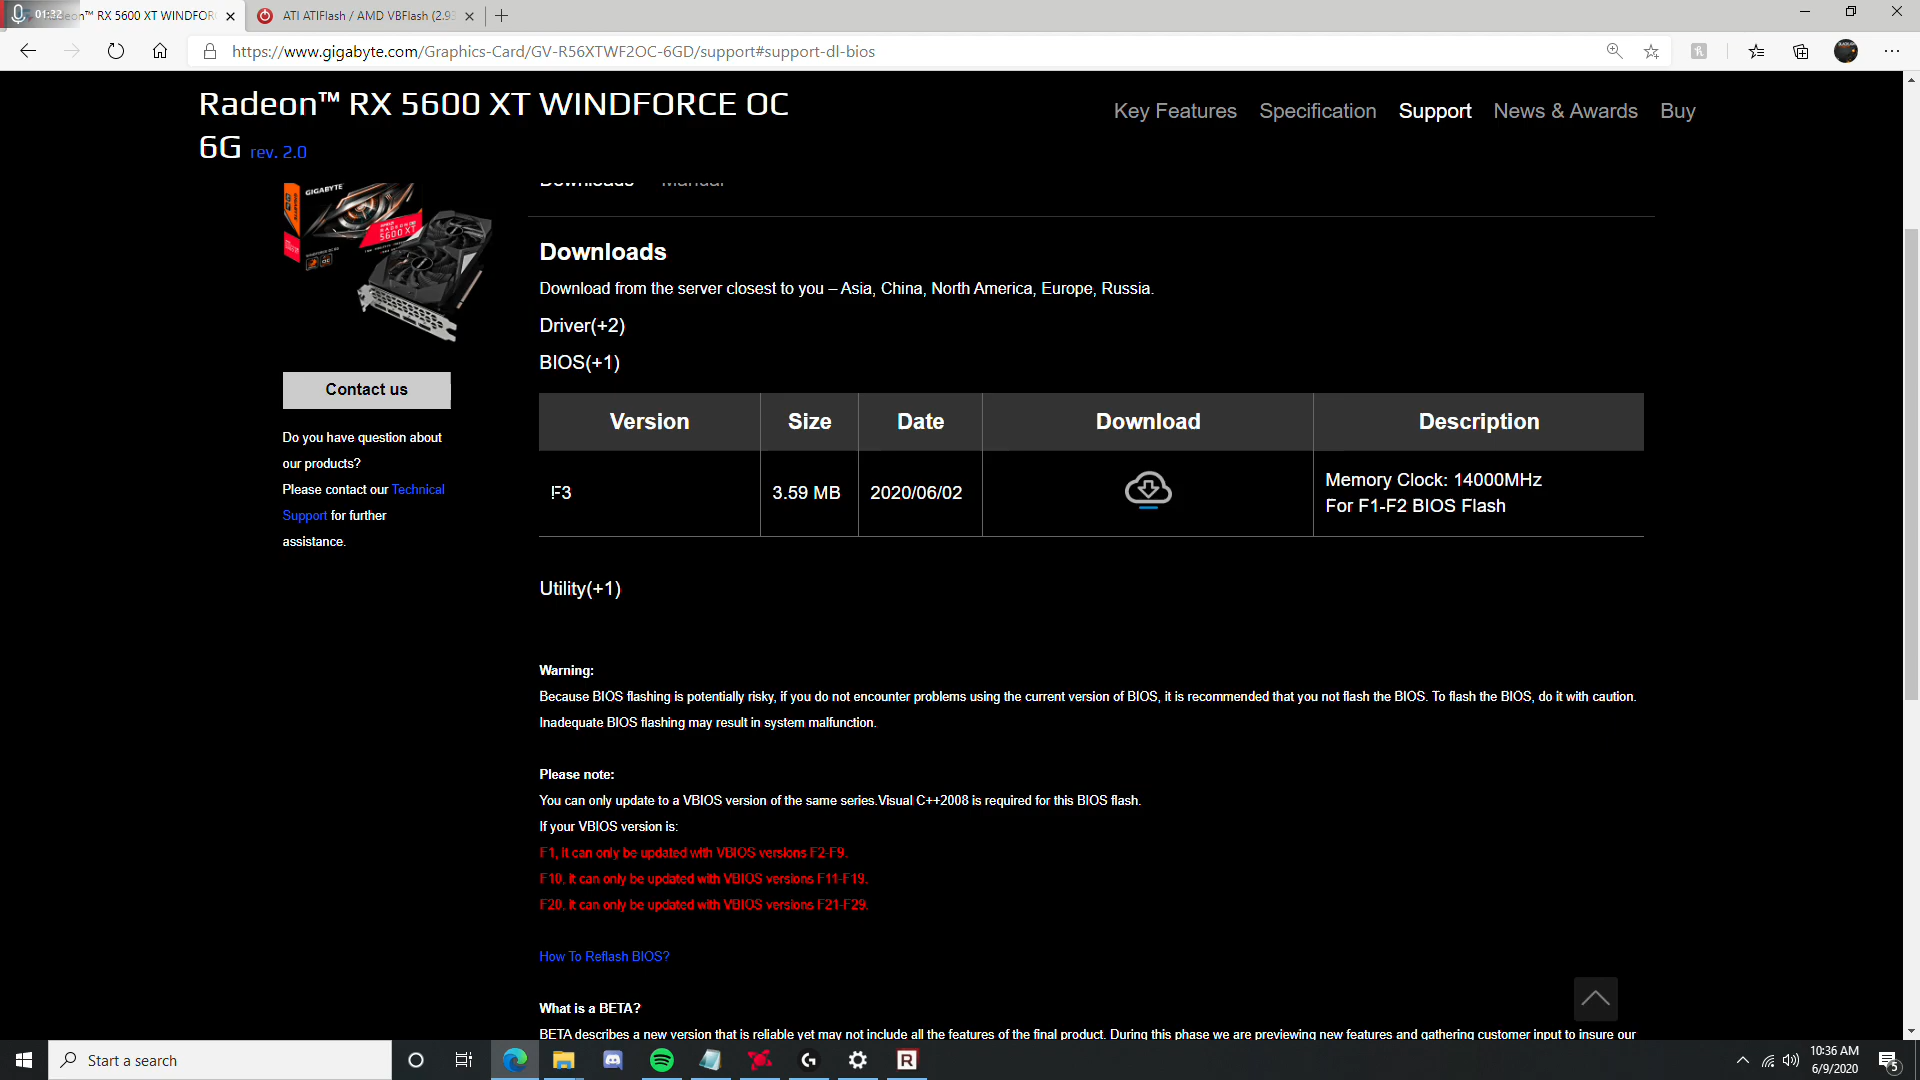 01:32
on™ RX 5600 XT WINDFOR
ATI ATIFlash / AMD VBFlash (2.93
https://www.gigabyte.com/Graphics-Card/GV-R56XTWF2OC-6GD/support#support-dl-bios
Radeon™ RX 5600 XT WINDFORCE OC
6G rev. 2.0
Key Features
Specification
Support
News & Awards
Buy
Downloads
Manual
GIGABYTE
RADEON
5600 XT
Downloads
Download from the server closest to you – Asia, China, North America, Europe, Russia.
Driver(+2)
BIOS(+1)
Contact us
Do you have question about
our products?
Please contact our Technical
Support for further
assistance.
Version
Size
Date
Download
Description
F3
3.59 MB
2020/06/02
Memory Clock: 14000MHz
For F1-F2 BIOS Flash
Utility(+1)
Warning:
Because BIOS flashing is potentially risky, if you do not encounter problems using the current version of BIOS, it is recommended that you not flash the BIOS. To flash the BIOS, do it with caution.
Inadequate BIOS flashing may result in system malfunction.
Please note:
You can only update to a VBIOS version of the same series.Visual C++2008 is required for this BIOS flash.
If your VBIOS version is:
F1, it can only be updated with VBIOS versions F2-F9.
F10, it can only be updated with VBIOS versions F11-F19.
F20, it can only be updated with VBIOS versions F21-F29.
How To Reflash BIOS?
What is a BETA?
BETA describes a new version that is reliable yet may not include all the features of the final product. During this phase we are previewing new features and gathering customer input to insure our
Start a search
10:36 AM
6/9/2020
5